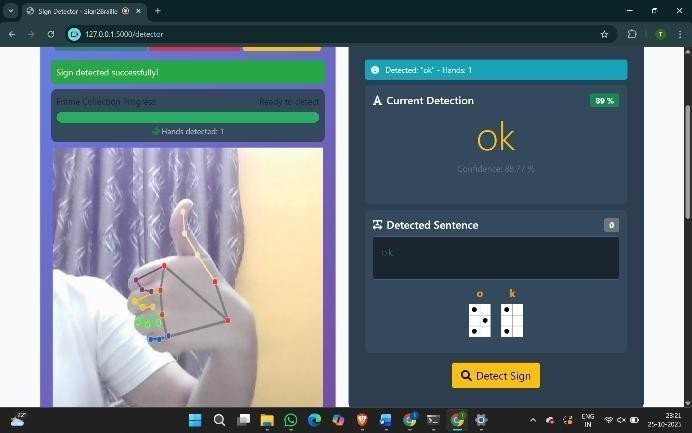 Sign Detector - Sign2Braille
127.0.0.1:5000/detector
T
Sign detected successfully!
Frame Collection Progress:
Ready to detect
Hands detected: 1
Detected: "ok" - Hands: 1
Current Detection
89 %
ok
Confidence: 88.77 %
Detected Sentence
0
ok
o k
Detect Sign
22°
ENG
IN
23:21
25-10-2025